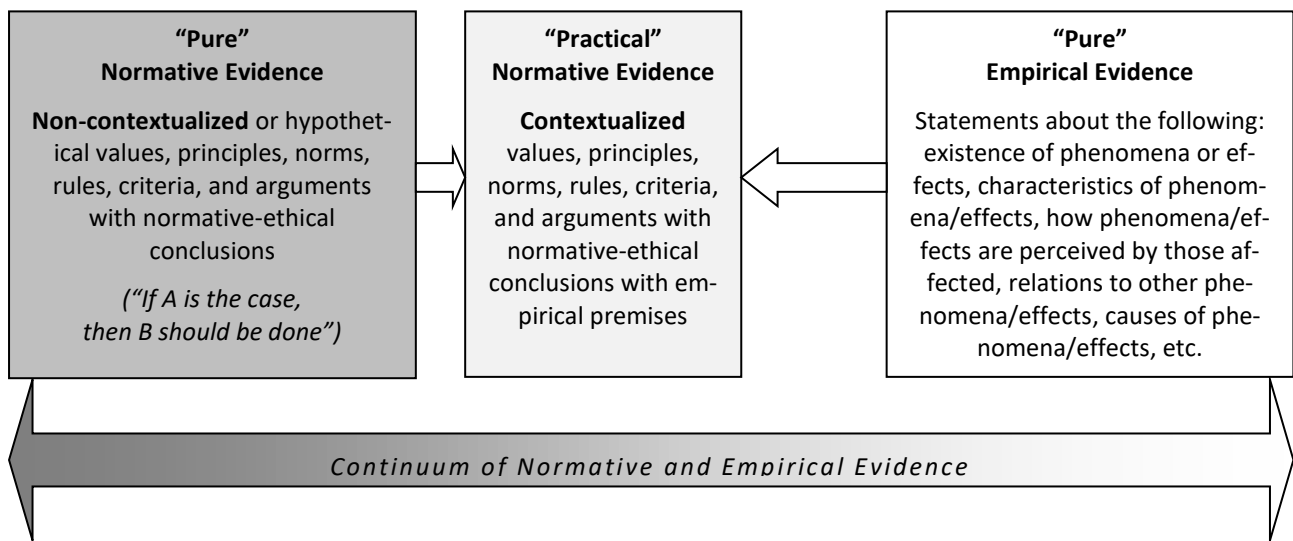 “Pure”
Normative Evidence
Non-contextualized or hypothet-
ical values, principles, norms,
rules, criteria, and arguments
with normative-ethical
conclusions
(“If A is the case,
then B should be done”)
“Practical”
Normative Evidence
Contextualized
values, principles,
norms, rules, criteria,
and arguments with
normative-ethical
conclusions with em-
pirical premises
“Pure”
Empirical Evidence
Statements about the following:
existence of phenomena or ef-
fects, characteristics of phenom-
ena/effects, how phenomena/ef-
fects are perceived by those af-
fected, relations to other phe-
nomena/effects, causes of phe-
nomena/effects, etc.
Continuum of Normative and Empirical Evidence